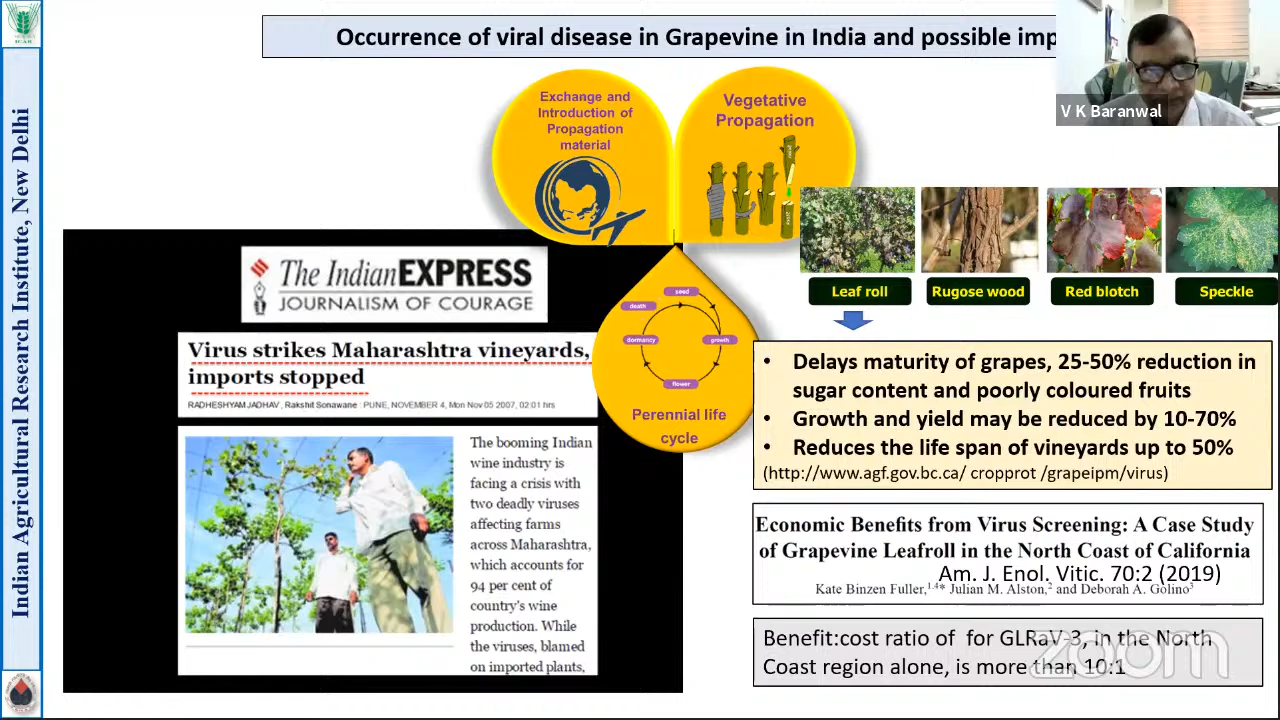 Occurrence of viral disease in Grapevine in India and possible imp
V K Baranwal
ICAR
Indian Agricultural Research Institute, New Delhi
Exchange and
Introduction of
Propagation
material
Vegetative
Propagation
Leaf roll
Rugose wood
Red blotch
Speckle
The Indian EXPRESS
JOURNALISM OF COURAGE
Virus strikes Maharashtra vineyards,
imports stopped
RADHESHYAM JADHAV, Rakshit Sonawane : PUNE, NOVEMBER 4, Mon Nov 05 2007, 02:01 hrs
The booming Indian
wine industry is
facing a crisis with
two deadly viruses
affecting farms
across Maharashtra,
which accounts for
94 per cent of
country's wine
production. While
the viruses, blamed
on imported plants,
seed
death
dormancy
growth
flower
Perennial life
cycle
• Delays maturity of grapes, 25-50% reduction in
sugar content and poorly coloured fruits
• Growth and yield may be reduced by 10-70%
• Reduces the life span of vineyards up to 50%
(http://www.agf.gov.bc.ca/ cropprot /grapeipm/virus)
Economic Benefits from Virus Screening: A Case Study
of Grapevine Leafroll in the North Coast of California
Am. J. Enol. Vitic. 70:2 (2019)
Kate Binzen Fuller,1,4* Julian M. Alston,2 and Deborah A. Golino3
Benefit:cost ratio of for GLRaV-3, in the North
Coast region alone, is more than 10:1
zoom